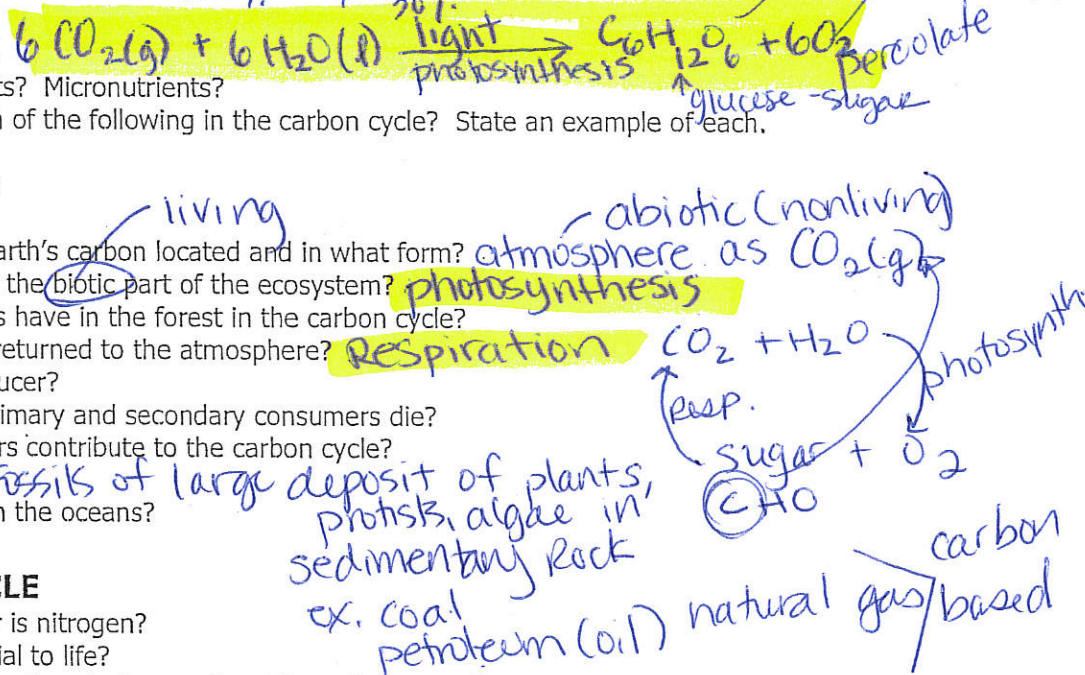 6 CO₂(g) + 6 H₂O(l) light → C₆H₁₂O₆ + 6O₂
photosynthesis
percolate
ts? Micronutrients?
↑ glucese - sugar
of the following in the carbon cycle? State an example of each.
living
abiotic (nonliving)
arth's carbon located and in what form? atmosphere as CO₂(g)
the biotic part of the ecosystem? photosynthesis
s have in the forest in the carbon cycle?
returned to the atmosphere? Respiration CO₂ + H₂O
photosynth
ucer?
imary and secondary consumers die?
Resp.
rs contribute to the carbon cycle?
sugar + O₂
CHO
fossils of large deposit of plants,
n the oceans?
protists, algae in
sedimentary Rock
carbon
based
CLE
ex. coal
natural gas
r is nitrogen?
petroleum (oil)
ial to life?